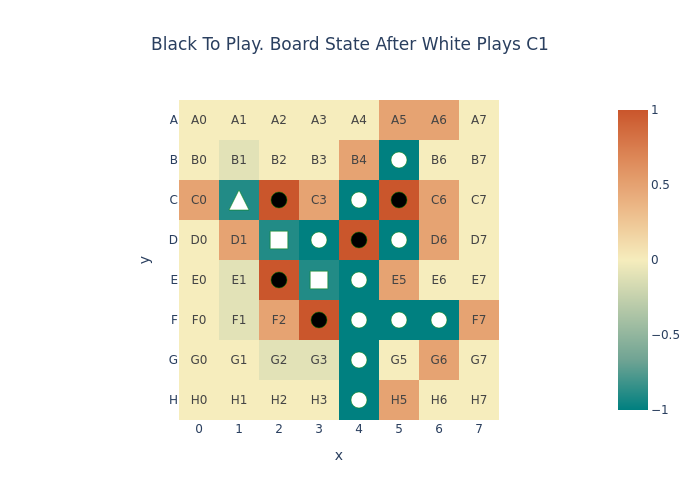 Black To Play. Board State After White Plays C1
A A0 A1 A2 A3 A4 A5 A6 A7
B B0 B1 B2 B3 B4 B6 B7
C C0 C3 C6 C7
D D0 D1 D6 D7
E E0 E1 E5 E6 E7
F F0 F1 F2 F7
G G0 G1 G2 G3 G5 G6 G7
H H0 H1 H2 H3 H5 H6 H7
0 1 2 3 4 5 6 7
x
y
1
0.5
0
−0.5
−1